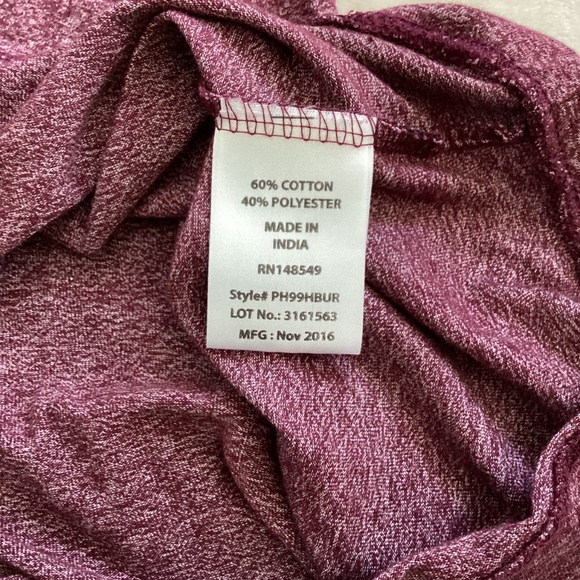 60% COTTON
40% POLYESTER
MADE IN
INDIA
RN148549
Style# PH99HBUR
LOT No.: 3161563
MFG : Nov 2016